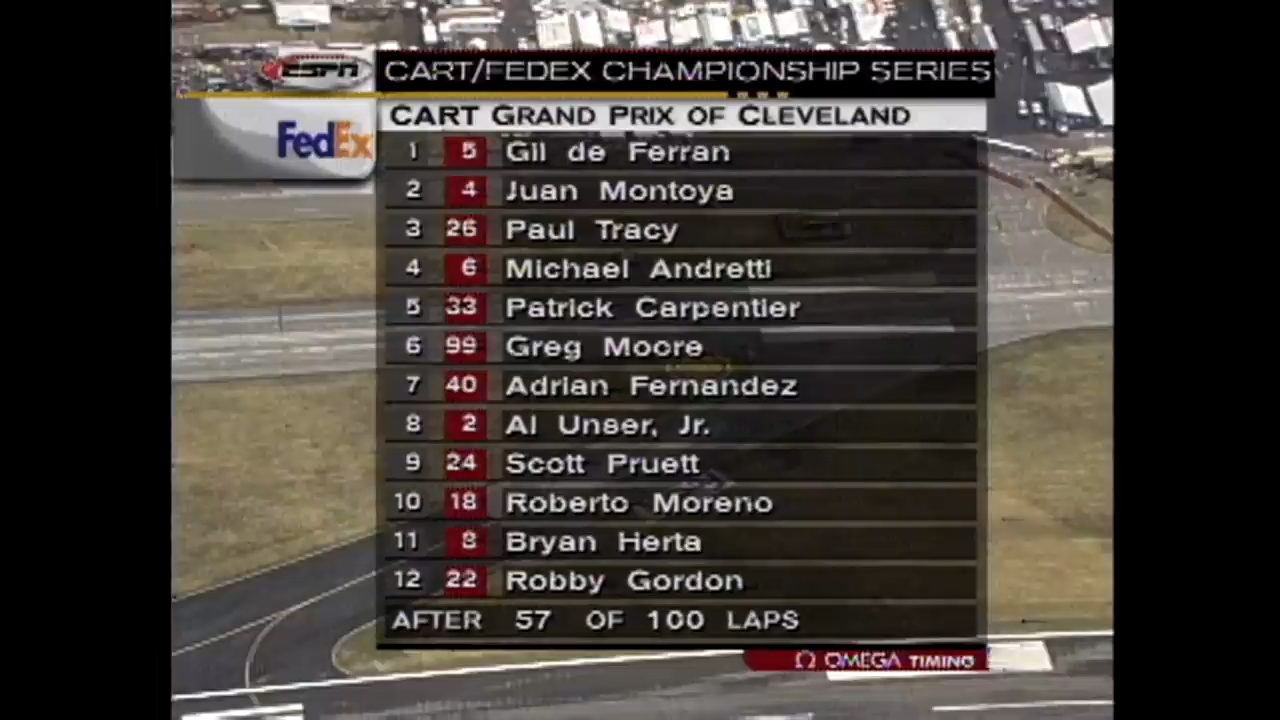 ESPN CART/FEDEX CHAMPIONSHIP SERIES
FedEx CART GRAND PRIX OF CLEVELAND
1 5 Gil de Ferran
2 4 Juan Montoya
3 26 Paul Tracy
4 6 Michael Andretti
5 33 Patrick Carpentier
6 99 Greg Moore
7 40 Adrian Fernandez
8 2 Al Unser, Jr.
9 24 Scott Pruett
10 18 Roberto Moreno
11 8 Bryan Herta
12 22 Robby Gordon
AFTER 57 OF 100 LAPS
Ω OMEGA TIMING